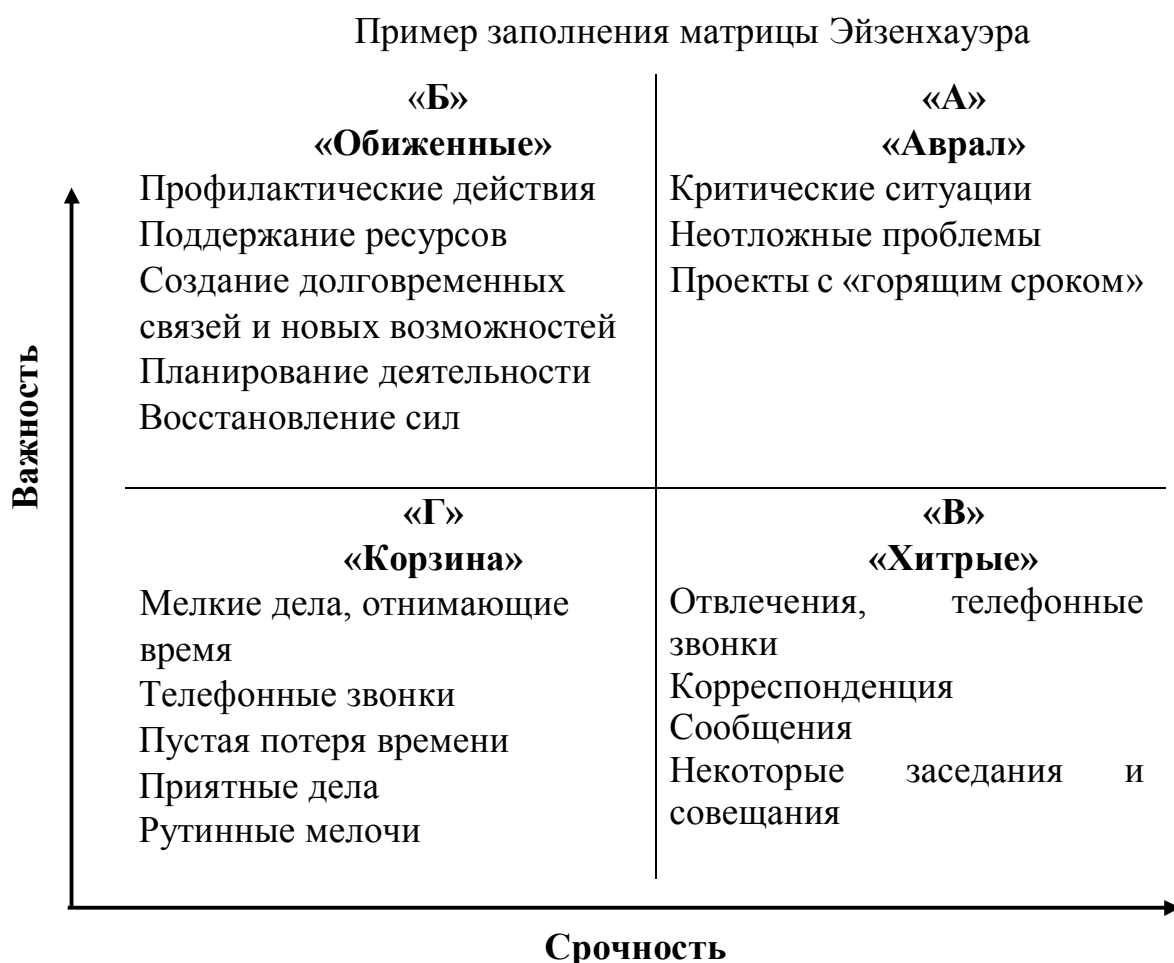 Пример заполнения матрицы Эйзенхауэра
«Б»
«Обиженные»
Профилактические действия
Поддержание ресурсов
Создание долговременных
связей и новых возможностей
Планирование деятельности
Восстановление сил
«А»
«Аврал»
Критические ситуации
Неотложные проблемы
Проекты с «горящим сроком»
Важность
«Г»
«Корзина»
Мелкие дела, отнимающие
время
Телефонные звонки
Пустая потеря времени
Приятные дела
Рутинные мелочи
«В»
«Хитрые»
Отвлечения, телефонные
звонки
Корреспонденция
Сообщения
Некоторые заседания и
совещания
Срочность